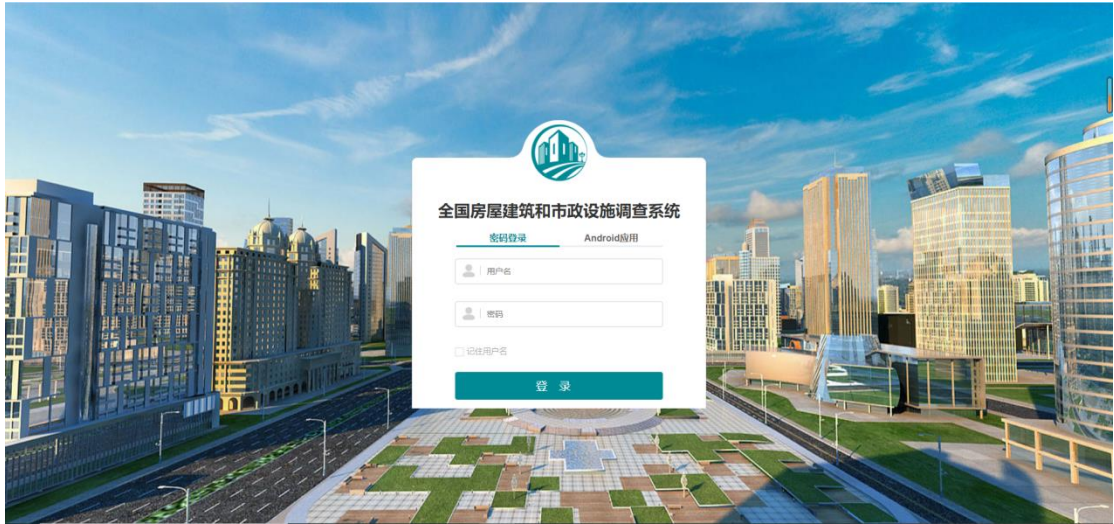 全国房屋建筑和市政设施调查系统
密码登录 Android应用
用户名
密码
记住用户名
登 录